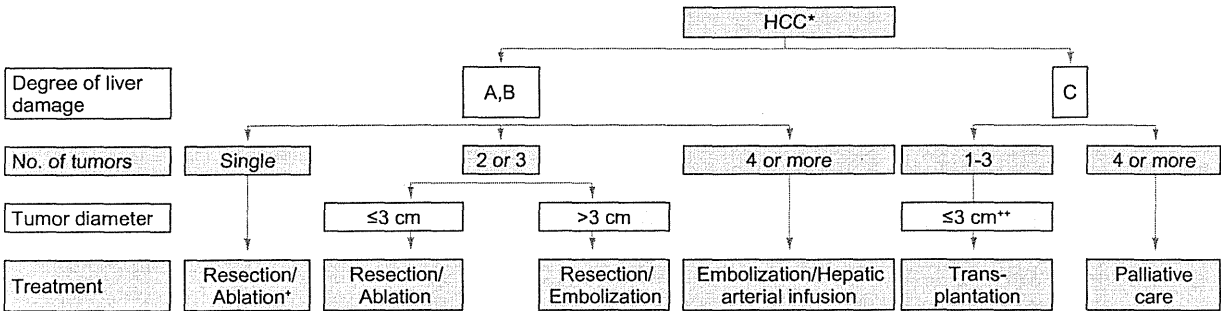 HCC*
Degree of liver
damage
A,B
C
No. of tumors
Single
2 or 3
4 or more
1-3
4 or more
Tumor diameter
≤3 cm
>3 cm
≤3 cm++
Treatment
Resection/
Ablation+
Resection/
Ablation
Resection/
Embolization
Embolization/Hepatic
arterial infusion
Trans-
plantation
Palliative
care